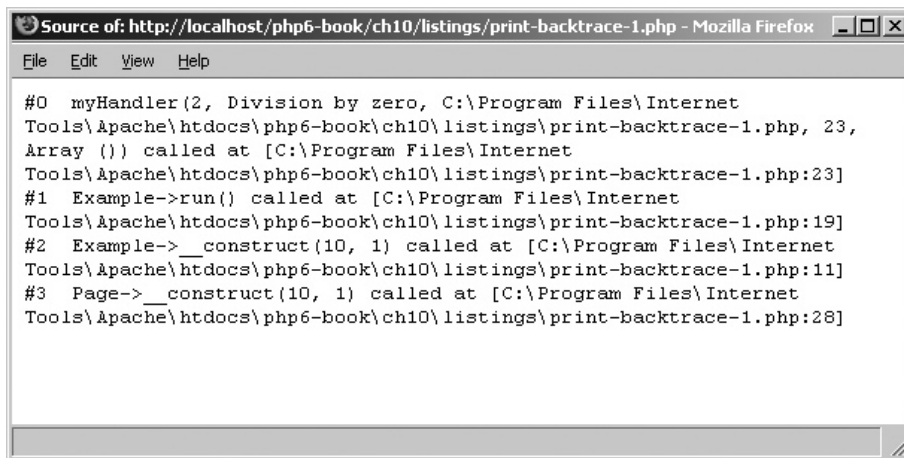 Source of: http://localhost/php6-book/ch10/listings/print-backtrace-1.php - Mozilla Firefox
File Edit View Help
#0  myHandler(2, Division by zero, C:\Program Files\Internet
Tools\Apache\htdocs\php6-book\ch10\listings\print-backtrace-1.php, 23,
Array ()) called at [C:\Program Files\Internet
Tools\Apache\htdocs\php6-book\ch10\listings\print-backtrace-1.php:23]
#1  Example->run() called at [C:\Program Files\Internet
Tools\Apache\htdocs\php6-book\ch10\listings\print-backtrace-1.php:19]
#2  Example->__construct(10, 1) called at [C:\Program Files\Internet
Tools\Apache\htdocs\php6-book\ch10\listings\print-backtrace-1.php:11]
#3  Page->__construct(10, 1) called at [C:\Program Files\Internet
Tools\Apache\htdocs\php6-book\ch10\listings\print-backtrace-1.php:28]